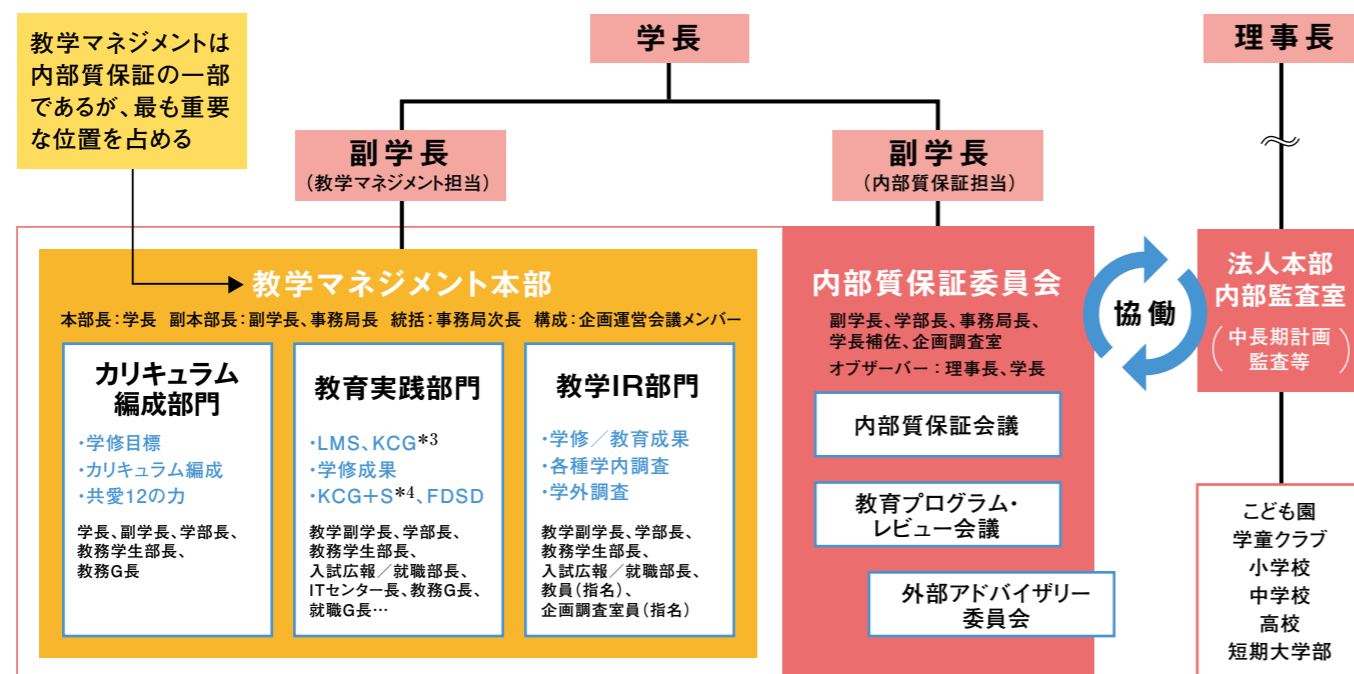 教学マネジメントは
内部質保証の一部
であるが、最も重要
な位置を占める
学長
理事長
副学長
(教学マネジメント担当)
副学長
(内部質保証担当)
教学マネジメント本部
本部長：学長 副本部長：副学長、事務局長 統括：事務局次長 構成：企画運営会議メンバー
カリキュラム
編成部門
・学修目標
・カリキュラム編成
・共愛12の力
学長、副学長、学部長、
教務学生部長、
教務G長
教育実践部門
・LMS、KCG*3
・学修成果
・KCG+S*4、FDSD
教学副学長、学部長、
教務学生部長、
入試広報／就職部長、
ITセンター長、教務G長、
就職G長…
教学IR部門
・学修／教育成果
・各種学内調査
・学外調査
教学副学長、学部長、
教務学生部長、
入試広報／就職部長、
教員(指名)、
企画調査室員(指名)
内部質保証委員会
副学長、学部長、事務局長、
学長補佐、企画調査室
オブザーバー：理事長、学長
内部質保証会議
教育プログラム・
レビュー会議
外部アドバイザリー
委員会
協働
法人本部
内部監査室
(中長期計画
監査等)
こども園
学童クラブ
小学校
中学校
高校
短期大学部